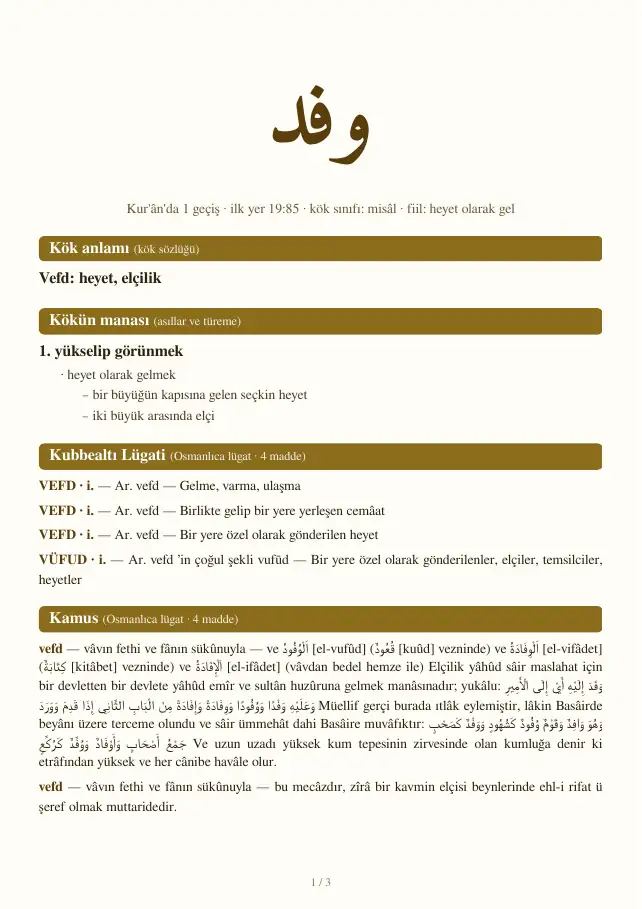 وفد
Kur'ân'da 1 geçiş · ilk yer 19:85 · kök sınıfı: misâl · fiil: heyet olarak gel
Kök anlamı (kök sözlüğü)
Vefd: heyet, elçilik
Kökün manası (asıllar ve türeme)
1. yükselip görünmek
· heyet olarak gelmek
– bir büyüğün kapısına gelen seçkin heyet
– iki büyük arasında elçi
Kubbealtı Lügati (Osmanlıca lügat · 4 madde)
VEFD · i. — Ar. vefd — Gelme, varma, ulaşma
VEFD · i. — Ar. vefd — Birlikte gelip bir yere yerleşen cemâat
VEFD · i. — Ar. vefd — Bir yere özel olarak gönderilen heyet
VÜFUD · i. — Ar. vefd 'in çoğul şekli vufūd — Bir yere özel olarak gönderilenler, elçiler, temsilciler,
heyetler
Kamus (Osmanlıca lügat · 4 madde)
vefd — vâvın fethi ve fânın sükûnuyla — ve اَلْوُفُودُ [el-vufûd] (قُعُودٌ [kuûd] vezninde) ve اَلْوِفَادَةُ [el-vifâdet]
(كِتَابَةٌ [kitâbet] vezninde) ve اَلْإِفَادَةُ [el-ifâdet] (vâvdan bedel hemze ile) Elçilik yâhûd sâir maslahat için
bir devletten bir devlete yâhûd emîr ve sultân huzûruna gelmek manâsınadır; yukâlu: وَفَدَ إِلَيْهِ أَيْ إِلَى الْأَمِيرِ
وَعَلَيْهِ وَفْدًا وَوُفُودًا وَوِفَادَةً وَإِفَادَةً مِنَ الْبَابِ الثَّانِي إِذَا قَدِمَ وَوَرَدَ Müellif gerçi burada ıtlâk eylemiştir, lâkin Basâirde
beyânı üzere terceme olundu ve sâir ümmehât dahi Basâire muvâfıktır: وَهُوَ وَافِدٌ وَقَوْمٌ وُفُودٌ كَشُهُودٍ وَوَفْدٌ كَصَحْبٍ
جَمْعُ أَصْحَابٍ وَأَوْفَادٌ وَوُفَّدٌ كَرُكَّعٍ Ve uzun uzadı yüksek kum tepesinin zirvesinde olan kumluğa denir ki
etrâfından yüksek ve her cânibe havâle olur.
vefd — vâvın fethi ve fânın sükûnuyla — bu mecâzdır, zîrâ bir kavmin elçisi beynlerinde ehl-i rifat ü
şeref olmak muttaridedir.
1 / 3